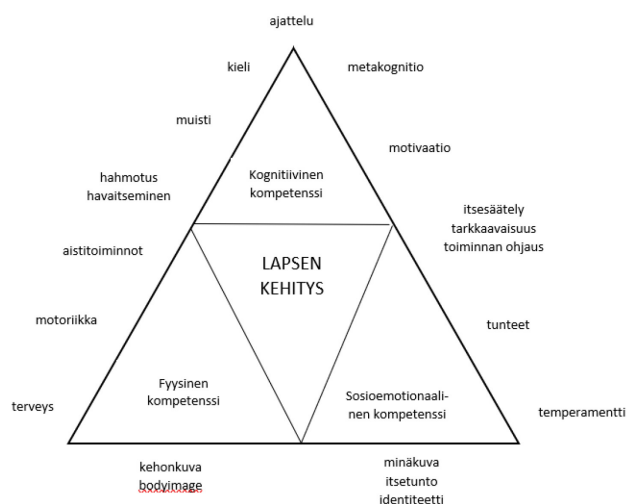 ajattelu
kieli
metakognitio
muisti
motivaatio
Kognitiivinen
kompetenssi
hahmotus
havaitseminen
itsesäätely
tarkkaavaisuus
toiminnan ohjaus
aistitoiminnot
LAPSEN
KEHITYS
motoriikka
tunteet
Fyysinen
kompetenssi
Sosioemotionaali-
nen kompetenssi
terveys
temperamentti
kehonkuva
bodyimage
minäkuva
itsetunto
identiteetti